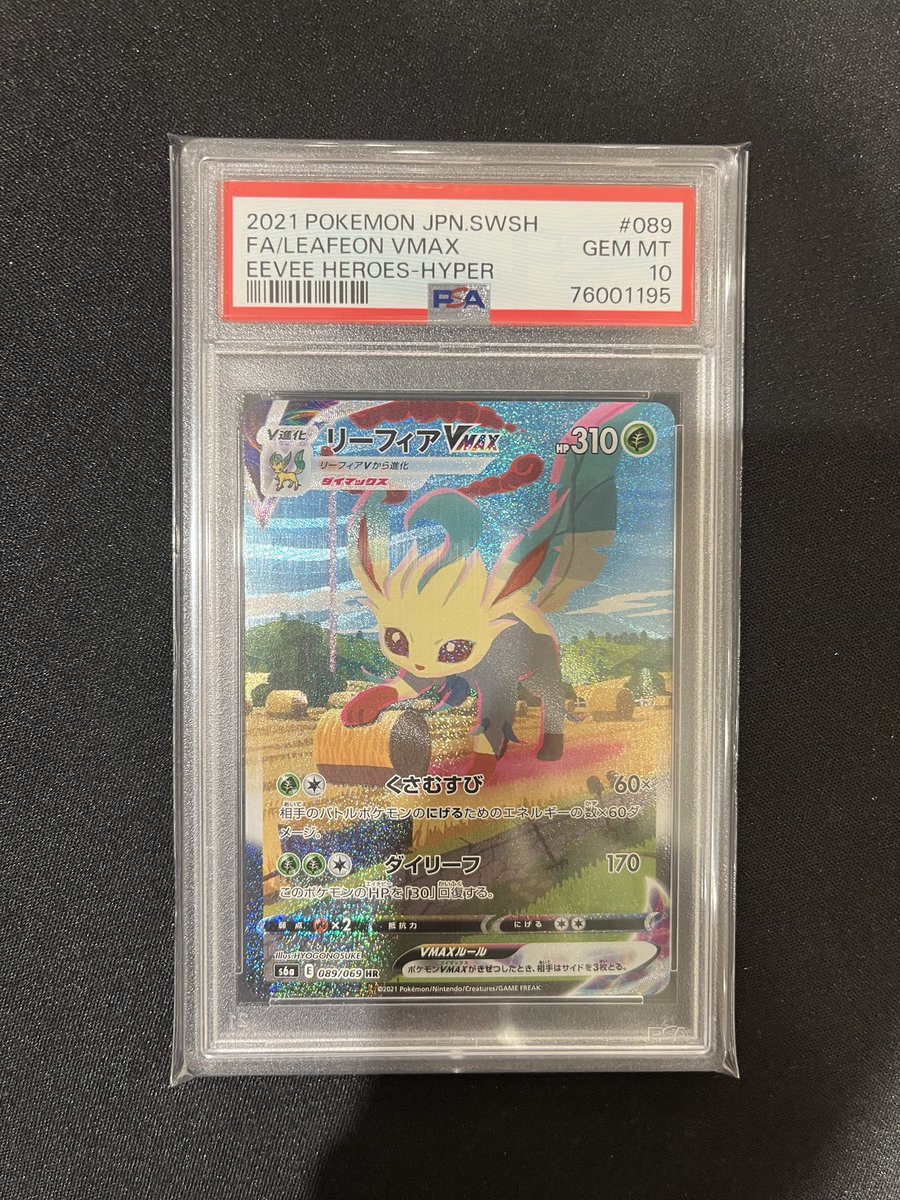 2021 POKEMON JPN.SWSH #089
FA/LEAFEON VMAX GEM MT
EEVEE HEROES-HYPER 10
PSA 76001195
V進化 リーフィアVMAX HP310
リーフィアVから進化
ダイマックス
くさむすび 60×
相手のバトルポケモンのにげるためのエネルギーの数×60ダ
メージ。
ダイリーフ 170
このポケモンのHPを「30」回復する。
弱点 ×2 抵抗力 にげる
Illus. HYOGONOSUKE
VMAXルール
ポケモンVMAXがきぜつしたとき、相手はサイドを3枚とる。
s6a E 089/069 HR
©2021 Pokémon/Nintendo/Creatures/GAME FREAK
PSA